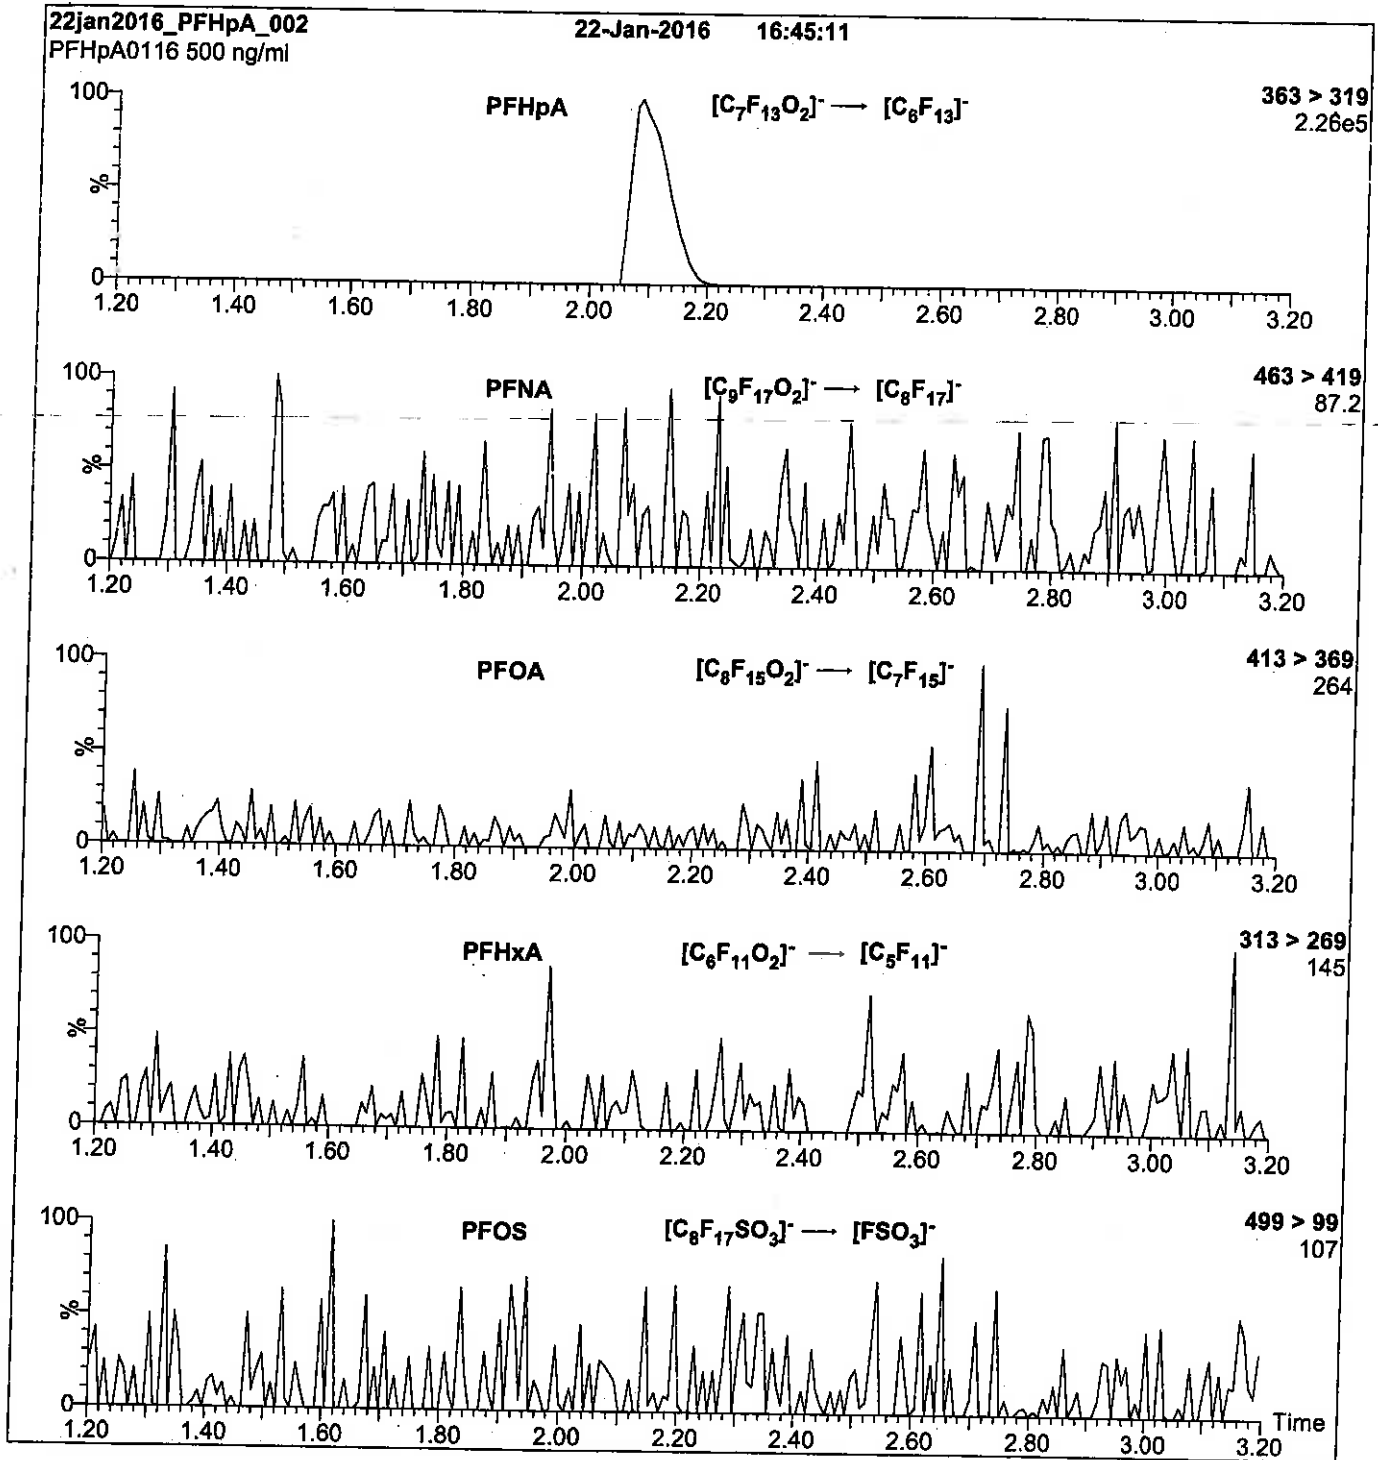 22jan2016_PFHpA_002 22-Jan-2016 16:45:11
PFHpA0116 500 ng/ml
100 PFHpA [C₇F₁₃O₂]⁻ → [C₆F₁₃]⁻ 363 > 319
2.26e5
%
0
1.20 1.40 1.60 1.80 2.00 2.20 2.40 2.60 2.80 3.00 3.20
100 PFNA [C₉F₁₇O₂]⁻ → [C₈F₁₇]⁻ 463 > 419
87.2
%
0
1.20 1.40 1.60 1.80 2.00 2.20 2.40 2.60 2.80 3.00 3.20
100 PFOA [C₈F₁₅O₂]⁻ → [C₇F₁₅]⁻ 413 > 369
264
%
0
1.20 1.40 1.60 1.80 2.00 2.20 2.40 2.60 2.80 3.00 3.20
100 PFHxA [C₆F₁₁O₂]⁻ → [C₅F₁₁]⁻ 313 > 269
145
%
0
1.20 1.40 1.60 1.80 2.00 2.20 2.40 2.60 2.80 3.00 3.20
100 PFOS [C₈F₁₇SO₃]⁻ → [FSO₃]⁻ 499 > 99
107
%
0
1.20 1.40 1.60 1.80 2.00 2.20 2.40 2.60 2.80 3.00 3.20 Time